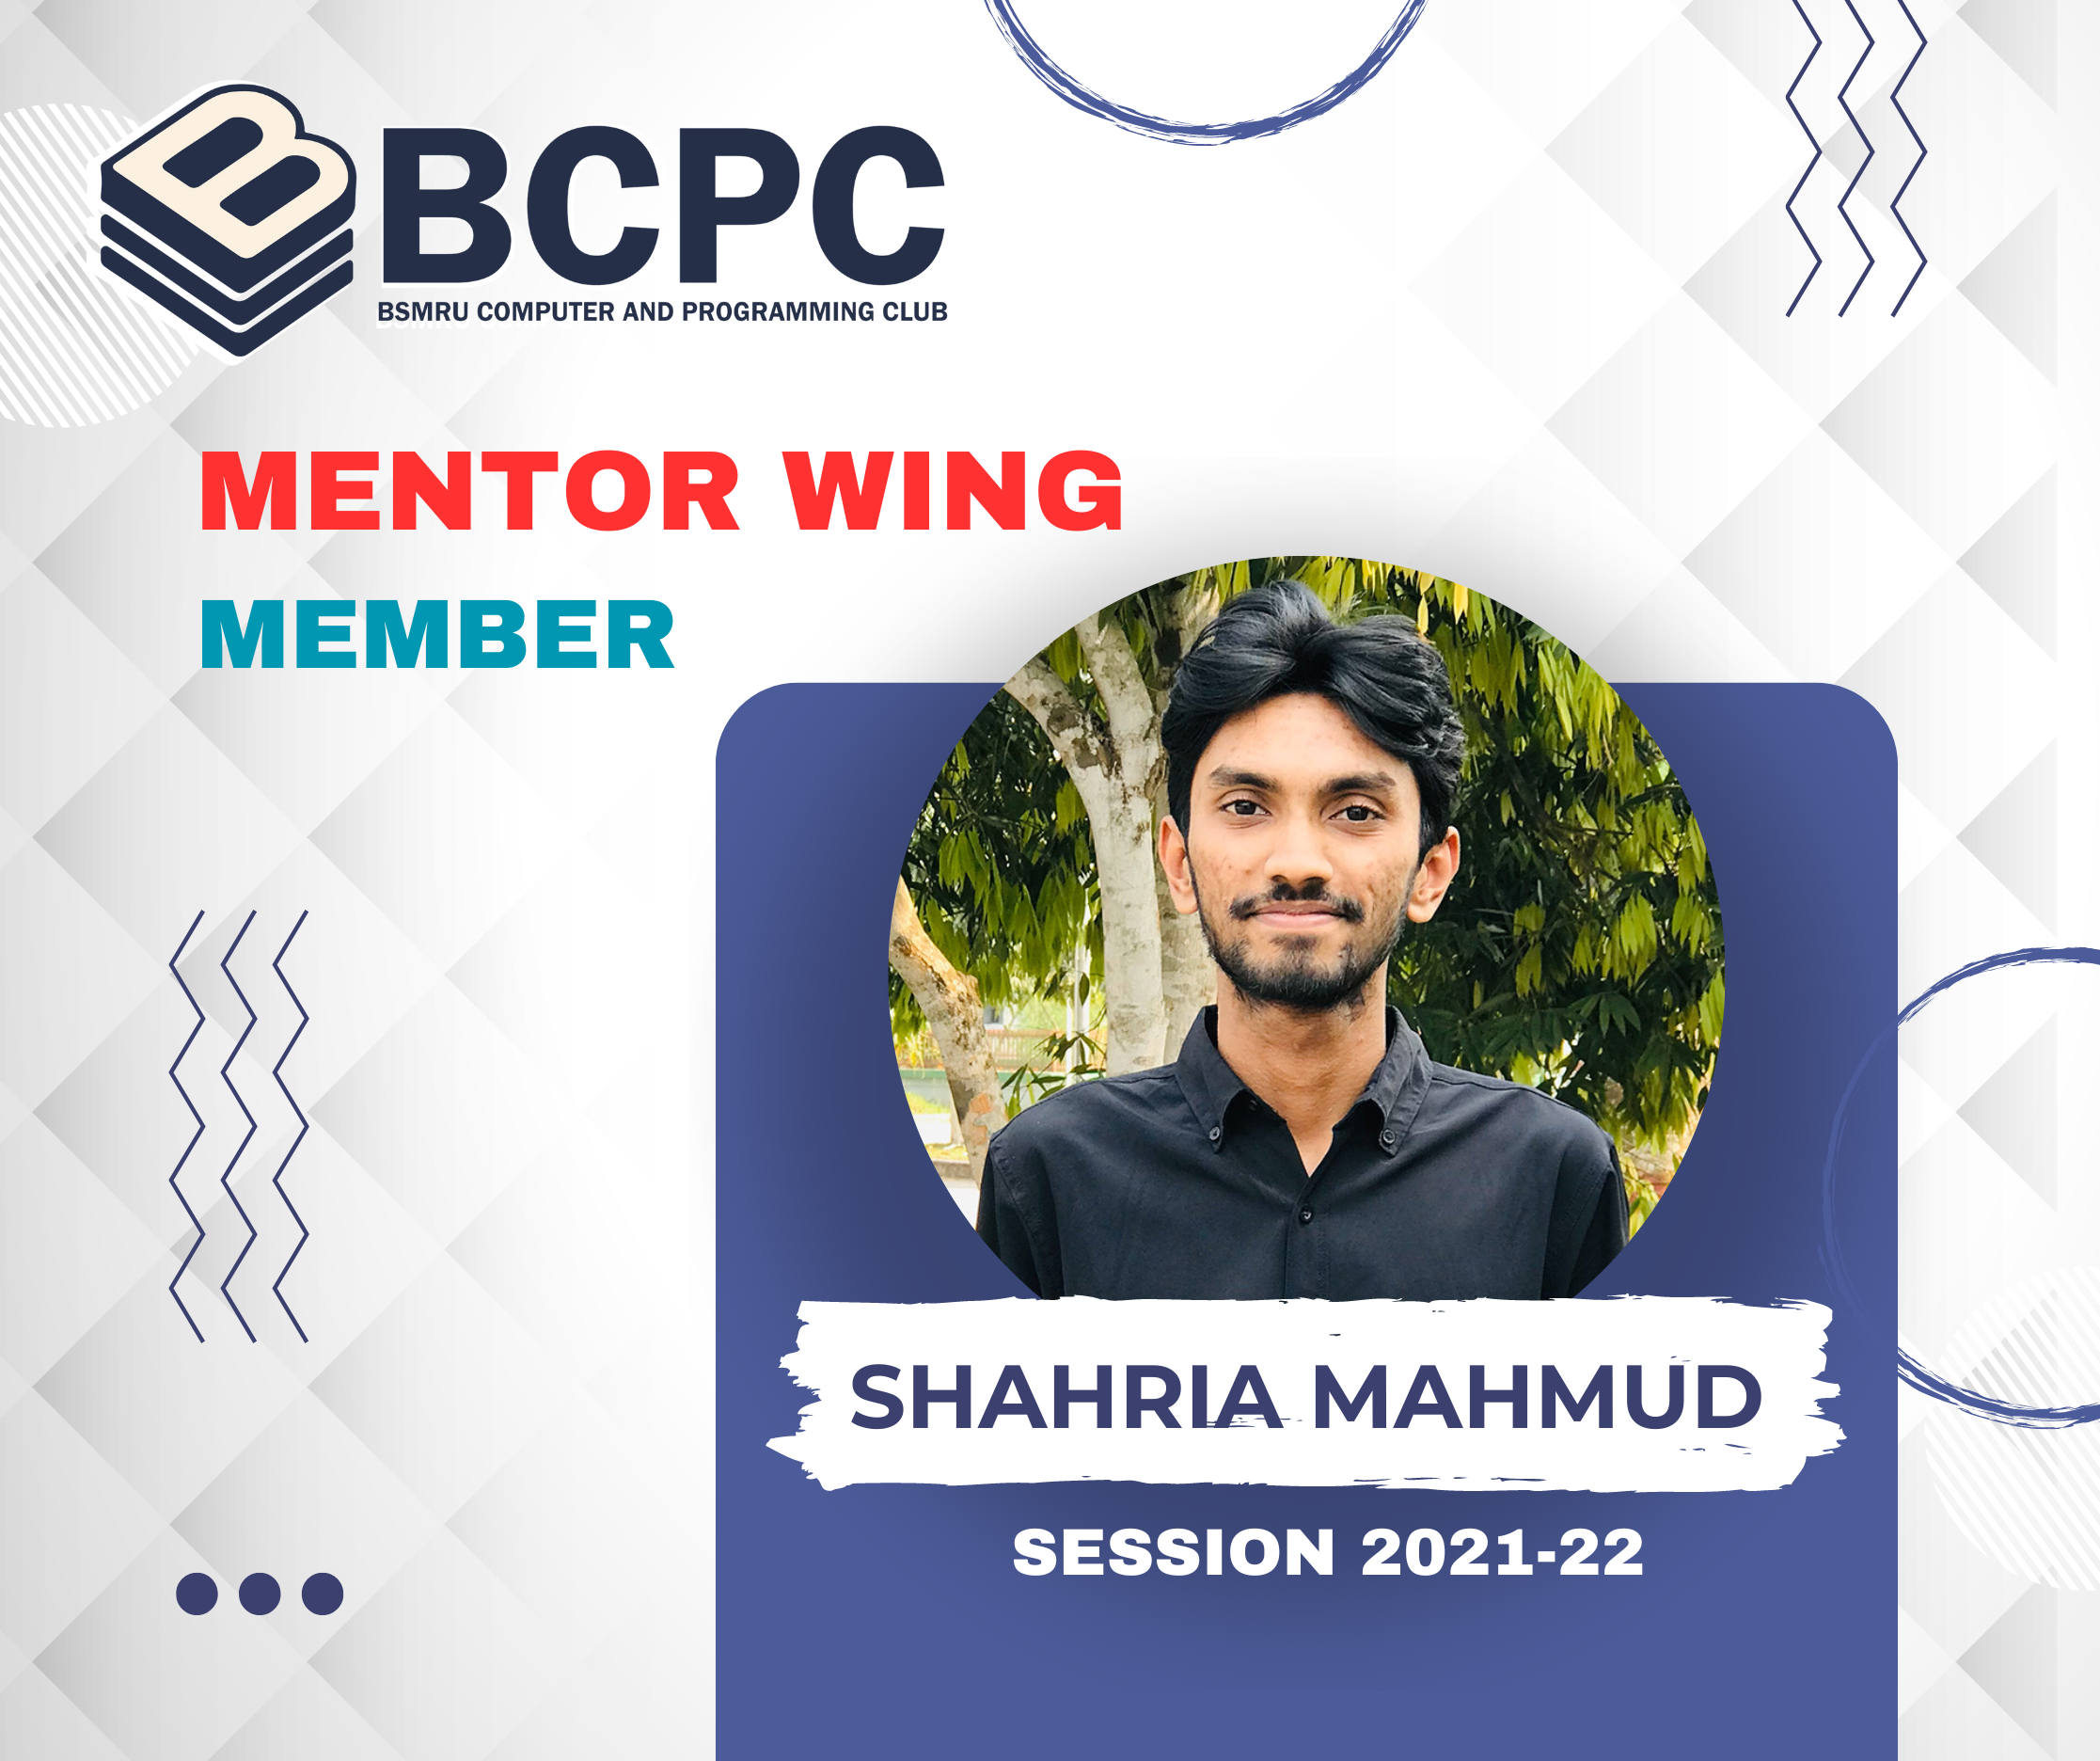 BCPC
BSMRU COMPUTER AND PROGRAMMING CLUB
MENTOR WING
MEMBER
SHAHRIA MAHMUD
SESSION 2021-22